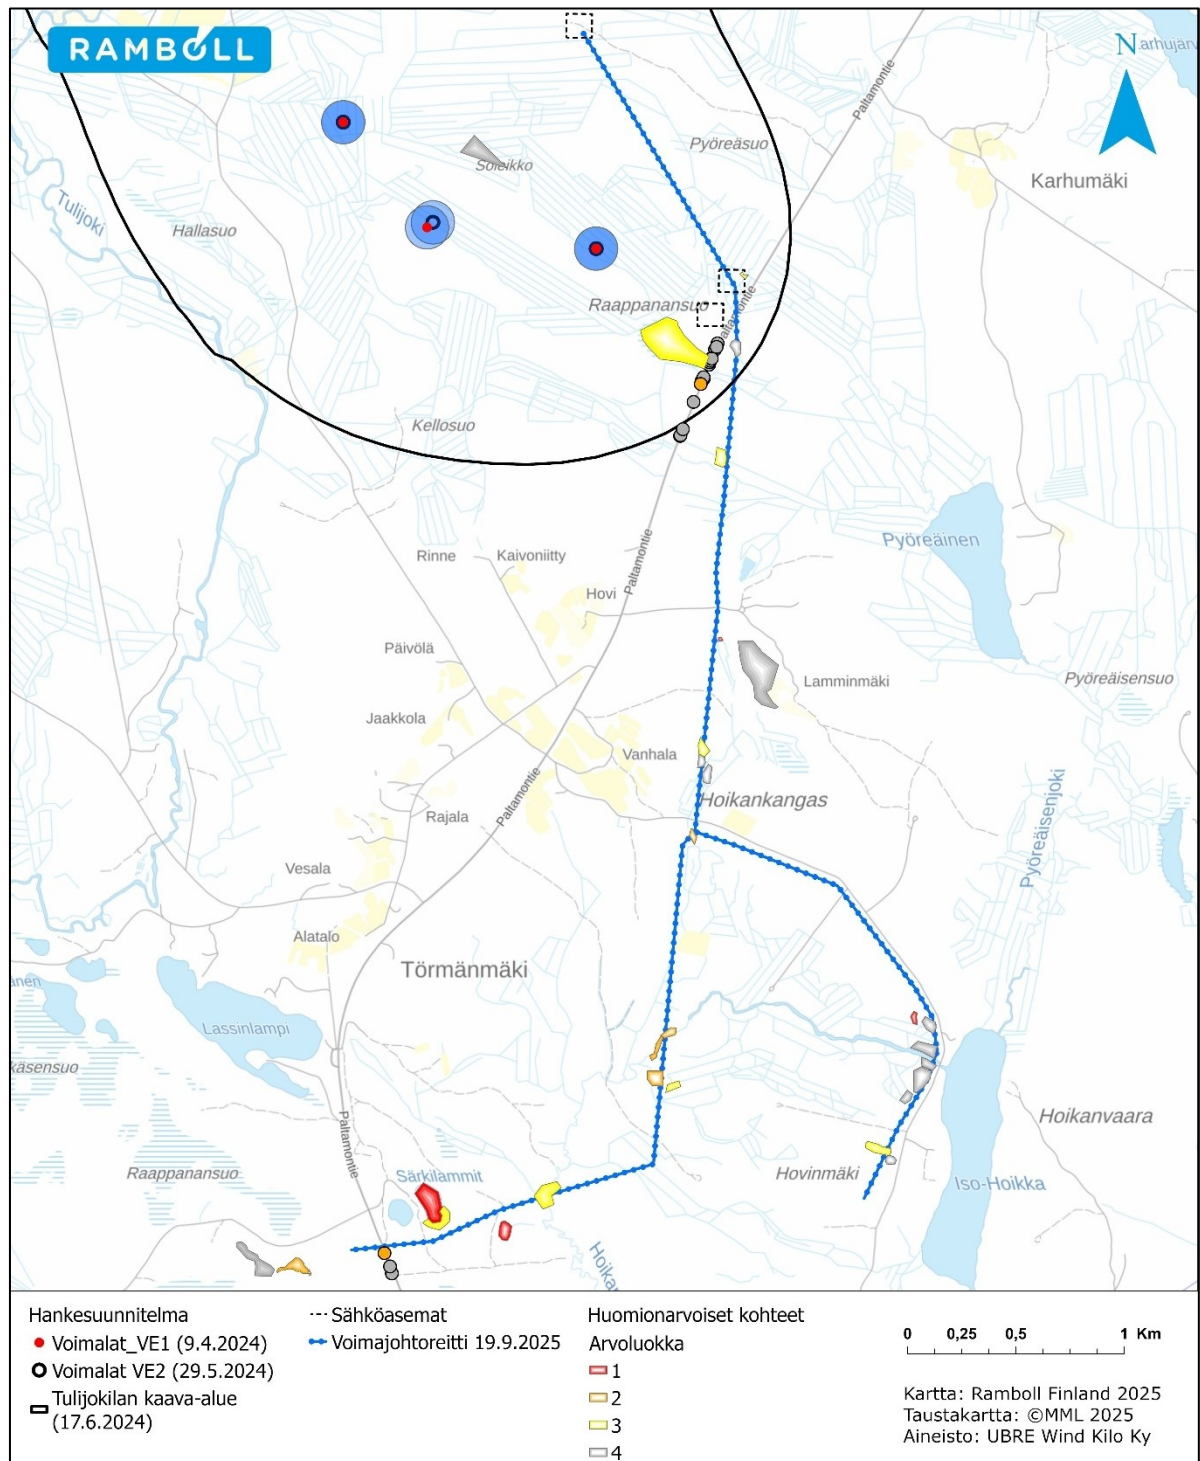 RAMBOLL
N
Narhujärv
Paltamontie
Pyöreäsuo
Karhumäki
Soleikko
Tulijoki
Hallasuo
Raappanansuo
Paltamontie
Kellosuo
Pyöreäinen
Rinne
Kaivoniitty
Paltamontie
Hovi
Päivölä
Lamminmäki
Pyöreäisensuo
Jaakkola
Vanhala
Paltamontie
Hoikankangas
Rajala
Pyöreäisenjoki
Vesala
Alatalo
Törmänmäki
änen
Lassinlampi
käsensuo
Hoikanvaara
Paltamontie
Raappanansuo
Särkilammit
Hovinmäki
Iso-Hoikka
Hoikan
Hankesuunnitelma
Voimalat_VE1 (9.4.2024)
Voimalat VE2 (29.5.2024)
Tulijokilan kaava-alue
(17.6.2024)
Sähköasemat
Voimajohtoreitti 19.9.2025
Huomionarvoiset kohteet
Arvoluokka
1
2
3
4
0 0,25 0,5 1 Km
Kartta: Ramboll Finland 2025
Taustakartta: ©MML 2025
Aineisto: UBRE Wind Kilo Ky